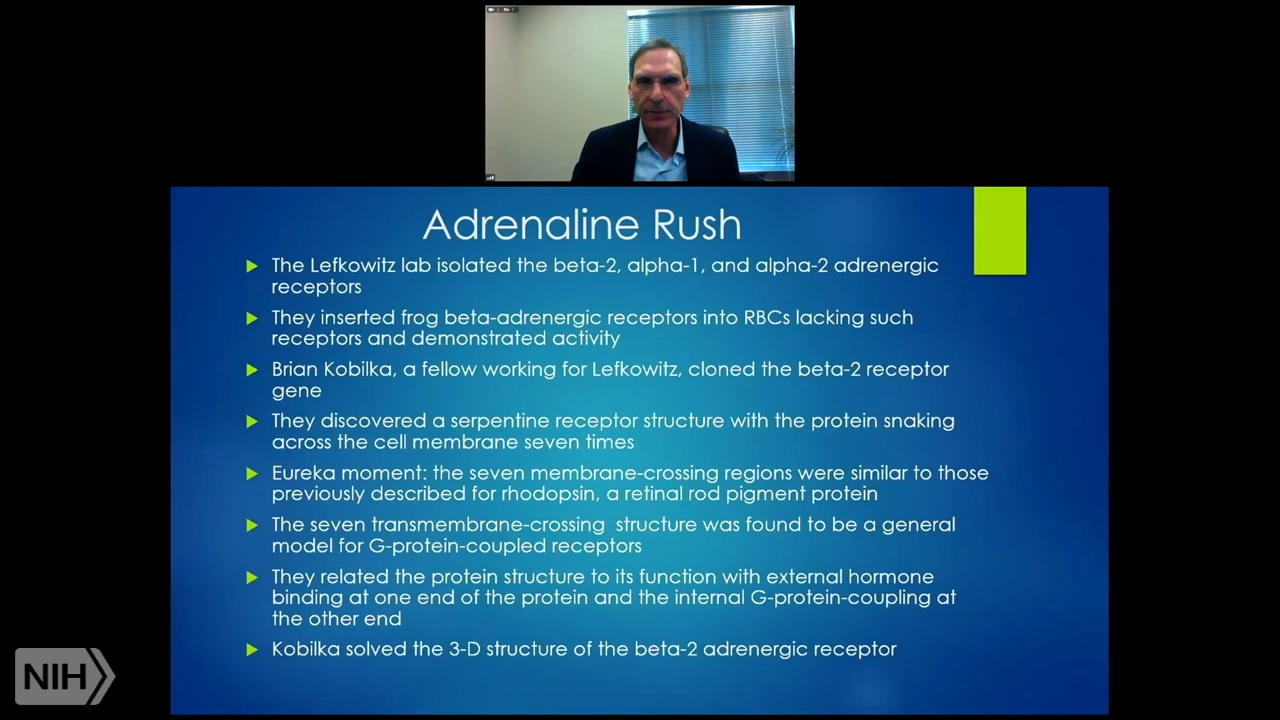 Adrenaline Rush
The Lefkowitz lab isolated the beta-2, alpha-1, and alpha-2 adrenergic
receptors
They inserted frog beta-adrenergic receptors into RBCs lacking such
receptors and demonstrated activity
Brian Kobilka, a fellow working for Lefkowitz, cloned the beta-2 receptor
gene
They discovered a serpentine receptor structure with the protein snaking
across the cell membrane seven times
Eureka moment: the seven membrane-crossing regions were similar to those
previously described for rhodopsin, a retinal rod pigment protein
The seven transmembrane-crossing structure was found to be a general
model for G-protein-coupled receptors
They related the protein structure to its function with external hormone
binding at one end of the protein and the internal G-protein-coupling at
the other end
Kobilka solved the 3-D structure of the beta-2 adrenergic receptor
NIH